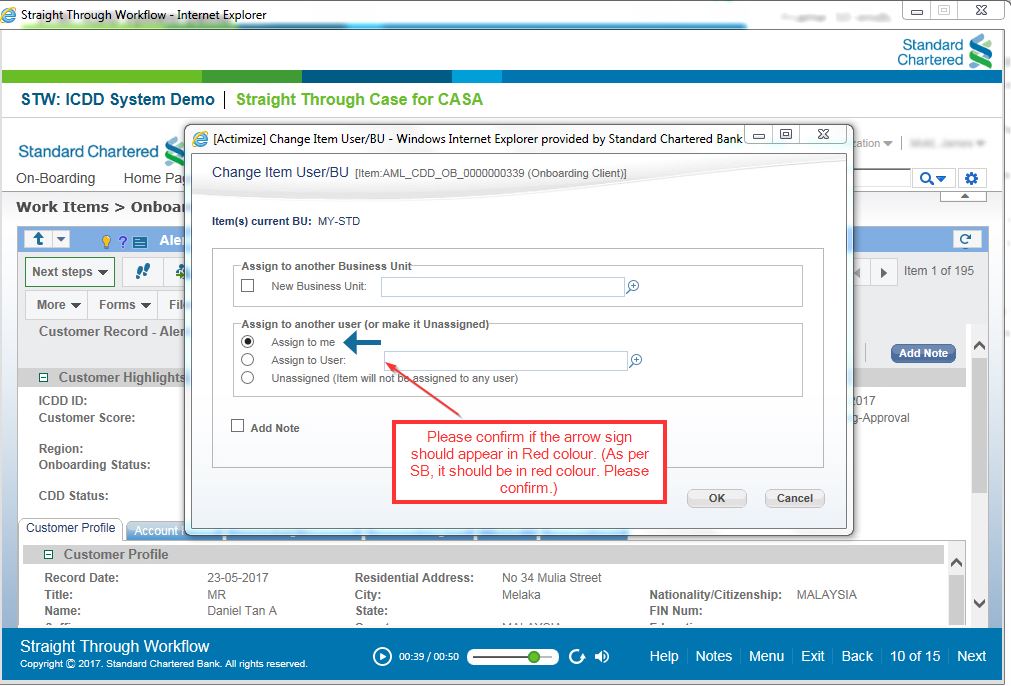 Straight Through Workflow - Internet Explorer
Standard
Chartered
STW: ICDD System Demo | Straight Through Case for CASA
[Actimize] Change Item User/BU - Windows Internet Explorer provided by Standard Chartered Bank
Standard Chartered
On-Boarding Home Pag
Change Item User/BU [Item:AML_CDD_OB_0000000339 (Onboarding Client)]
Work Items > Onboa
Item(s) current BU: MY-STD
? Ale
Next steps
Item 1 of 195
More Forms Fil
Assign to another Business Unit
New Business Unit:
Customer Record - Aler
Assign to another user (or make it Unassigned)
Assign to me
Assign to User:
Unassigned (Item will not be assigned to any user)
Add Note
Customer Highlights
ICDD ID:
2017
Customer Score:
g-Approval
Add Note
Region:
Onboarding Status:
CDD Status:
Please confirm if the arrow sign
should appear in Red colour. (As per
SB, it should be in red colour. Please
confirm.)
OK Cancel
Customer Profile Account
Customer Profile
Record Date: 23-05-2017 Residential Address: No 34 Mulia Street
Title: MR City: Melaka Nationality/Citizenship: MALAYSIA
Name: Daniel Tan A State: FIN Num:
Straight Through Workflow
Copyright © 2017. Standard Chartered Bank. All rights reserved.
00:39 / 00:50
Help Notes Menu Exit Back 10 of 15 Next